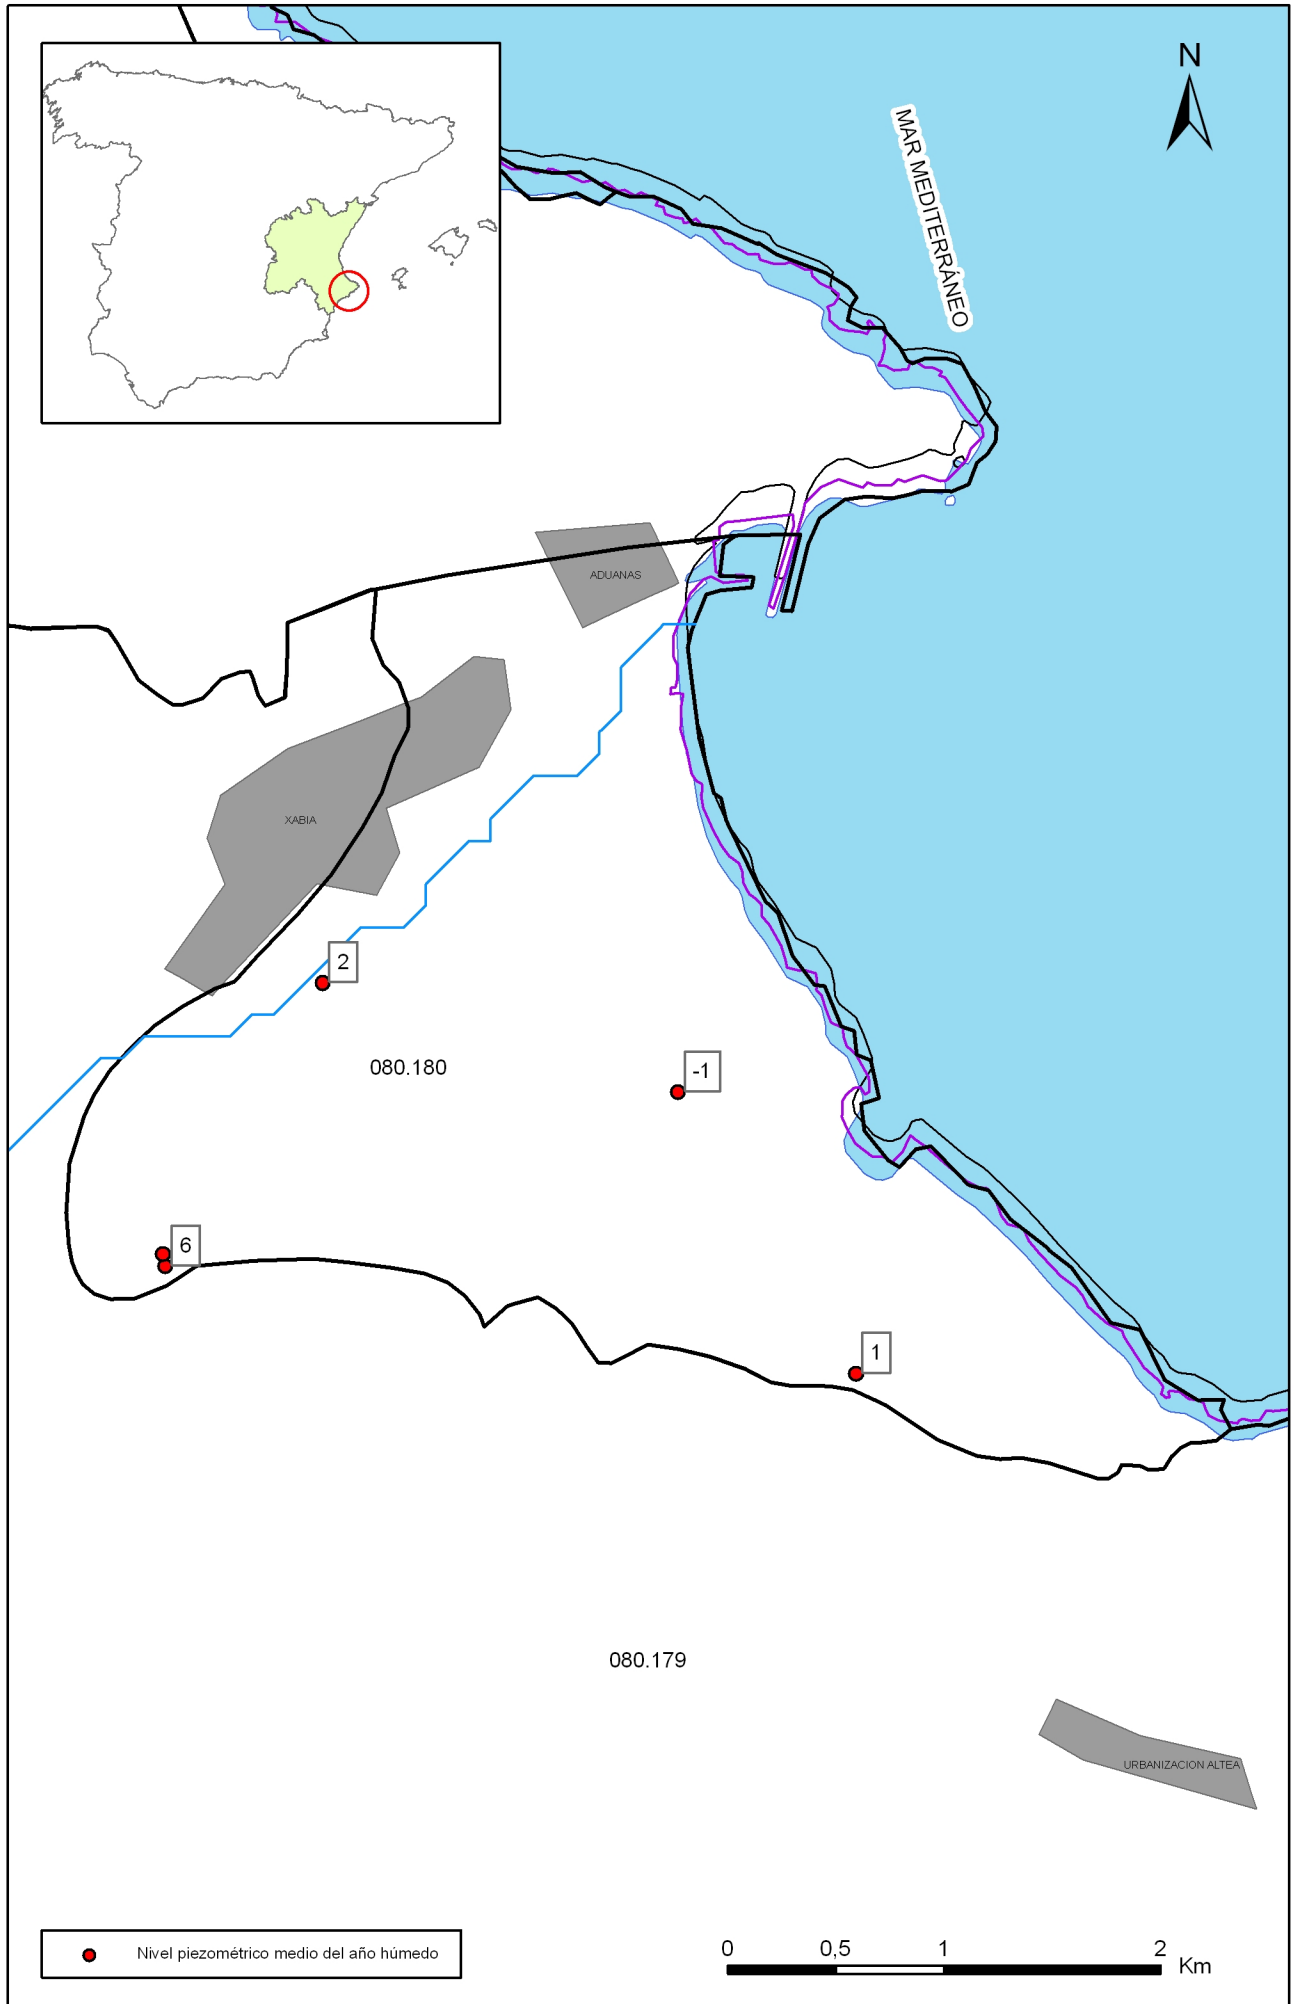 N
MAR MEDITERRÁNEO
ADUANAS
XABIA
2
080.180
-1
6
1
080.179
URBANIZACION ALTEA
Nivel piezométrico medio del año húmedo
0 0,5 1 2
Km